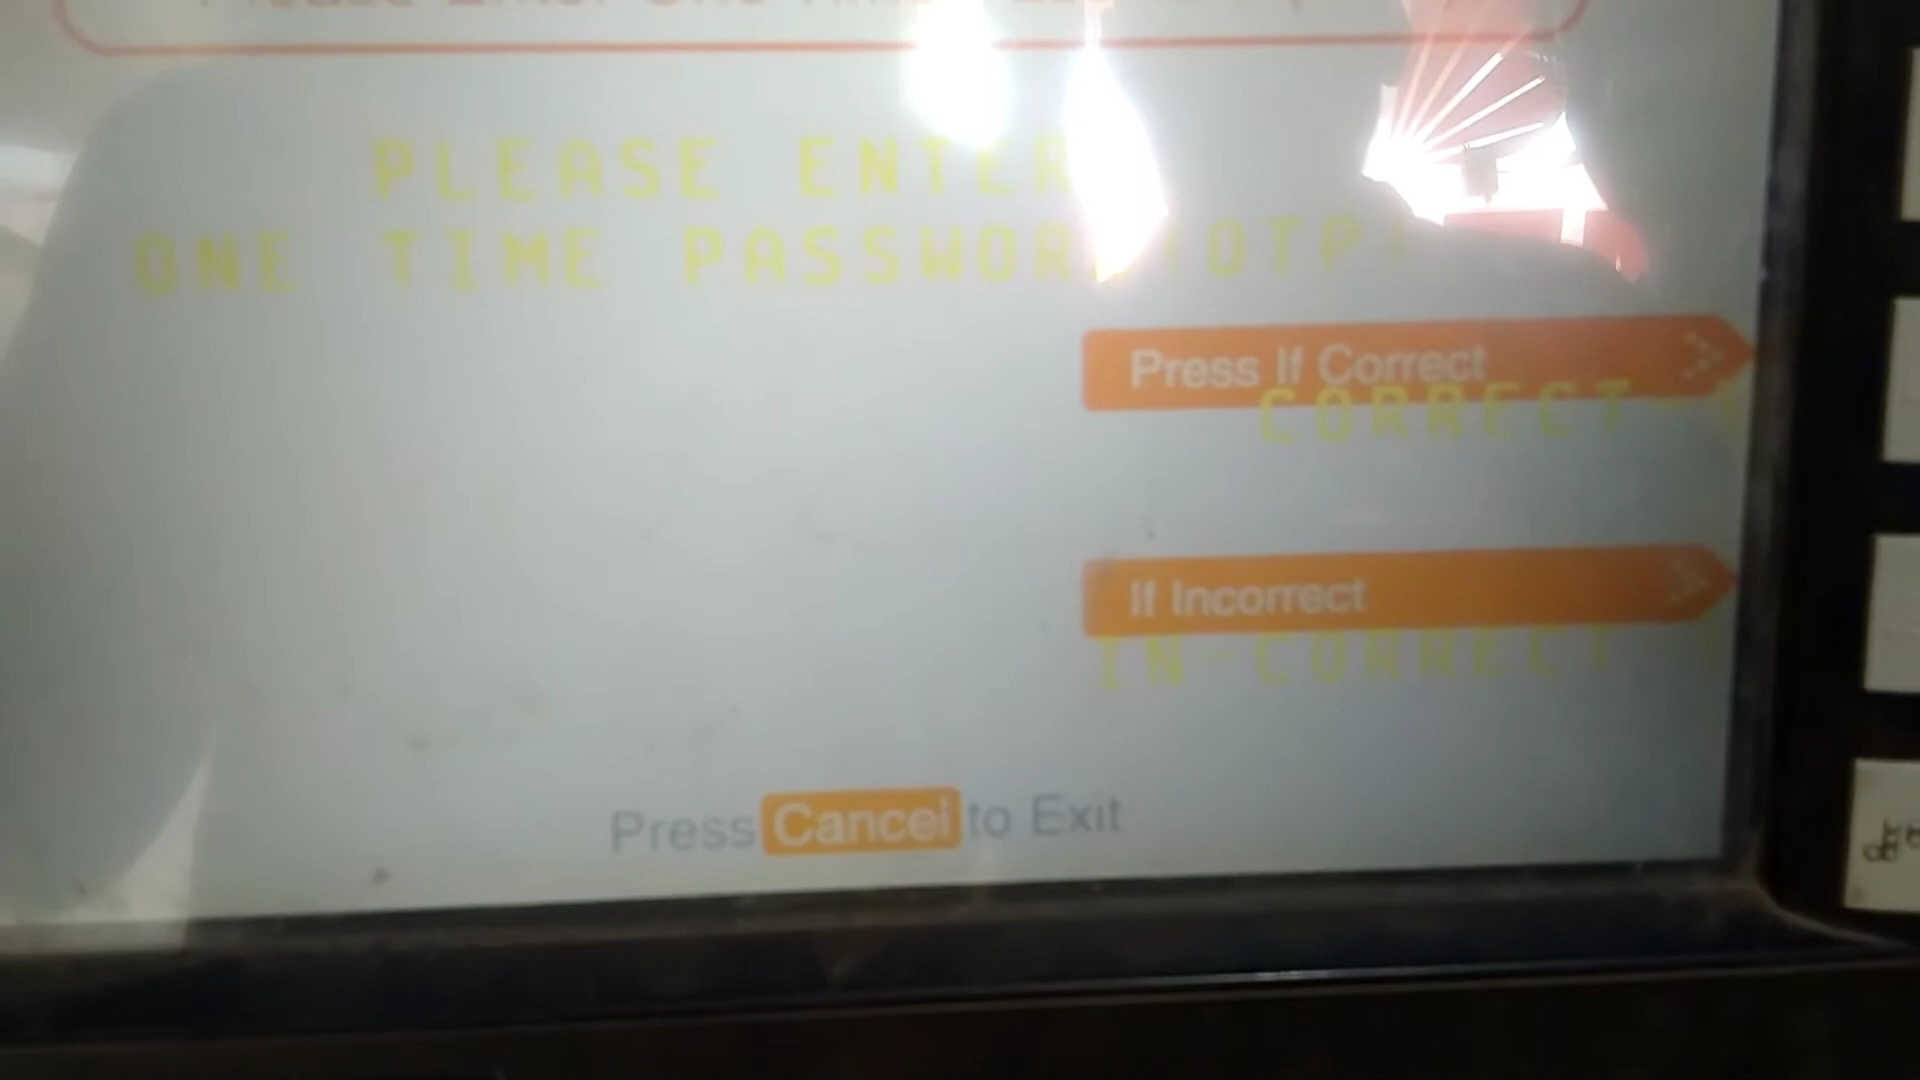 PLEASE ENTER
ONE TIME PASSWORD(OTP)
Press If Correct
CORRECT
If Incorrect
IN-CORRECT
Press Cancel to Exit